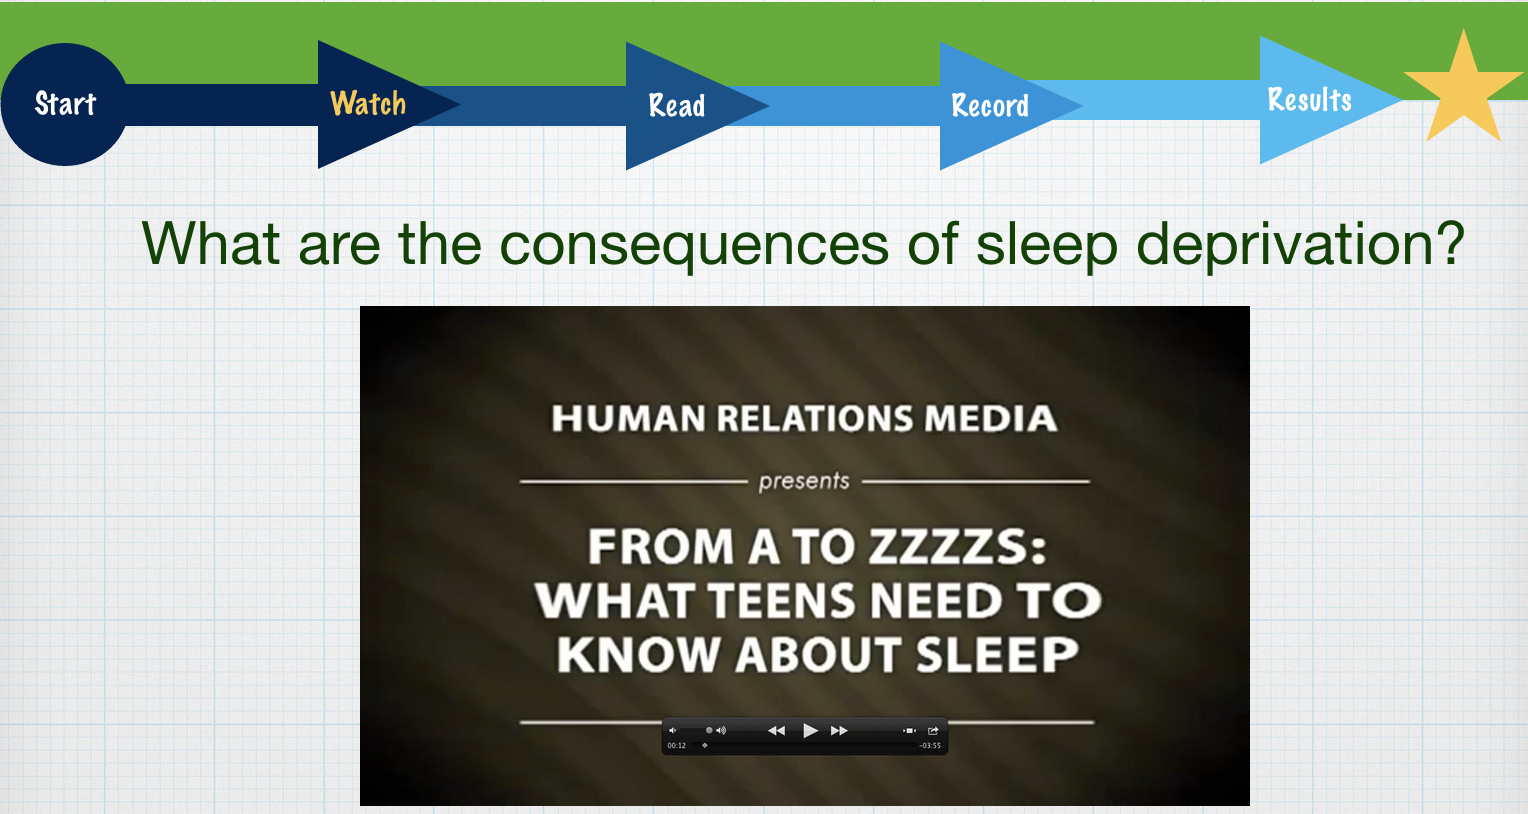 Start
Watch
Read
Record
Results
What are the consequences of sleep deprivation?
HUMAN RELATIONS MEDIA
presents
FROM A TO ZZZZS:
WHAT TEENS NEED TO
KNOW ABOUT SLEEP
00:12
-03:55